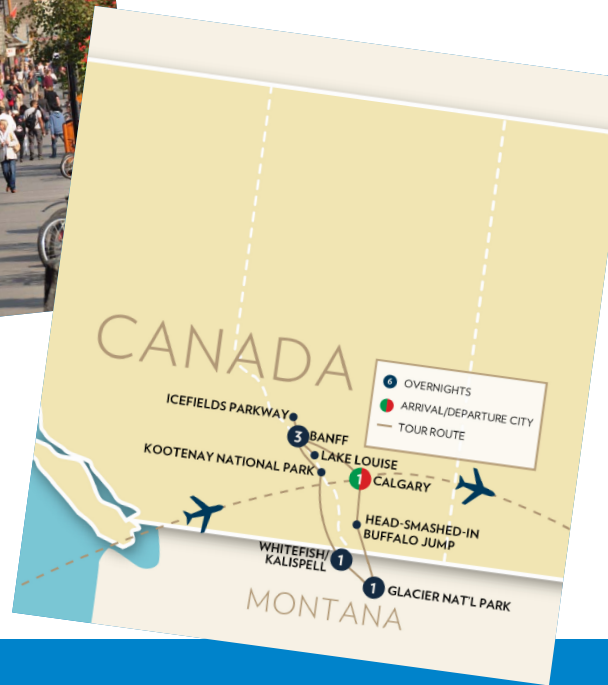 CANADA
6 OVERNIGHTS
ARRIVAL/DEPARTURE CITY
TOUR ROUTE
ICEFIELDS PARKWAY
3 BANFF
LAKE LOUISE
KOOTENAY NATIONAL PARK
1 CALGARY
HEAD-SMASHED-IN
BUFFALO JUMP
WHITEFISH/
KALISPELL
1
1 GLACIER NAT'L PARK
MONTANA